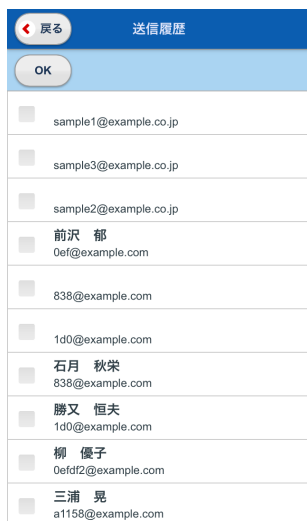 戻る
送信履歴
OK
sample1@example.co.jp
sample3@example.co.jp
sample2@example.co.jp
前沢　郁
0ef@example.com
838@example.com
1d0@example.com
石月　秋栄
838@example.com
勝又　恒夫
1d0@example.com
柳　優子
0efdf2@example.com
三浦　晃
a1158@example.com